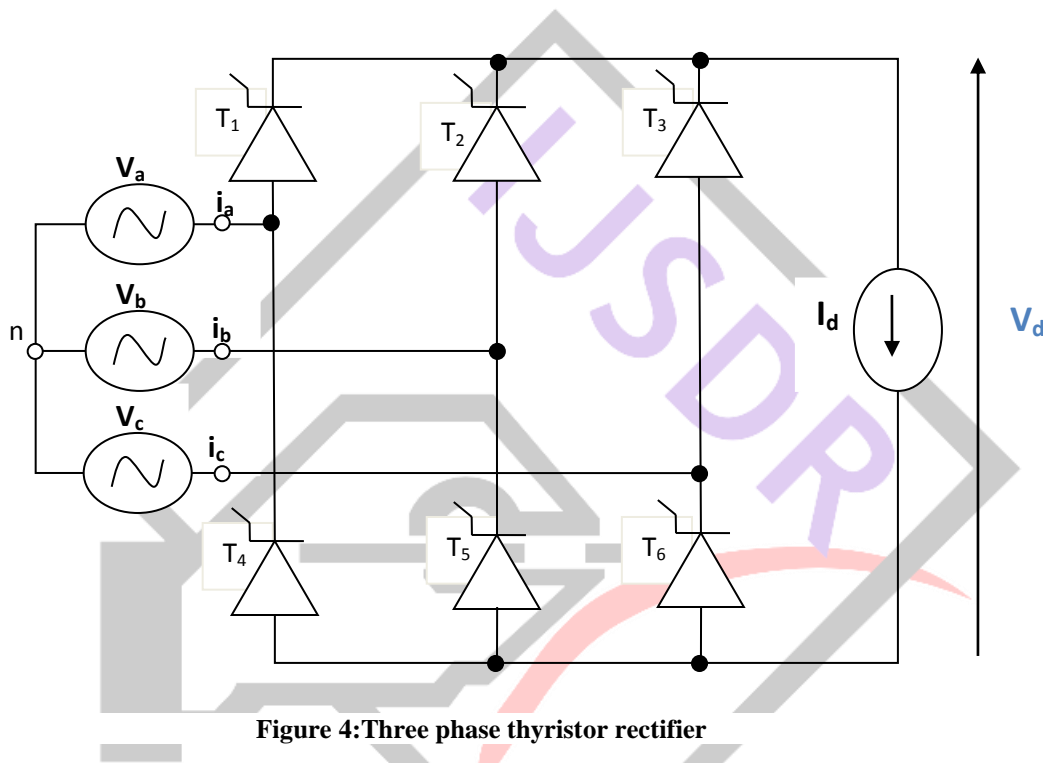 T1
T2
T3
Va
ia
Vb
ib
n
Id
Vd
Vc
ic
T4
T5
T6
IJSDR
Figure 4:Three phase thyristor rectifier